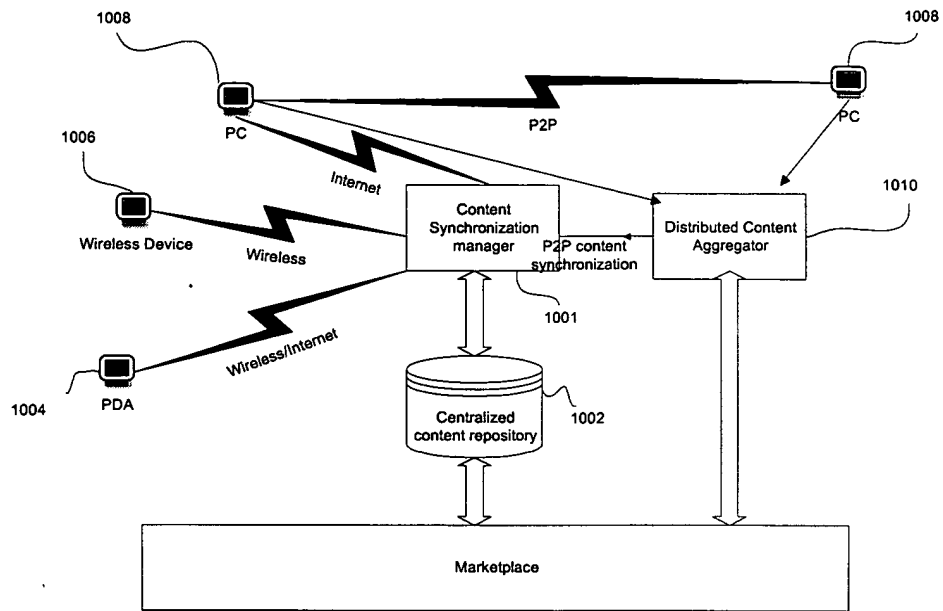 1008
1008
PC
P2P
PC
1006
Internet
1010
Wireless Device
Wireless
Content
Synchronization
manager
P2P content
synchronization
Distributed Content
Aggregator
1001
Wireless/Internet
1004
PDA
1002
Centralized
content repository
Marketplace